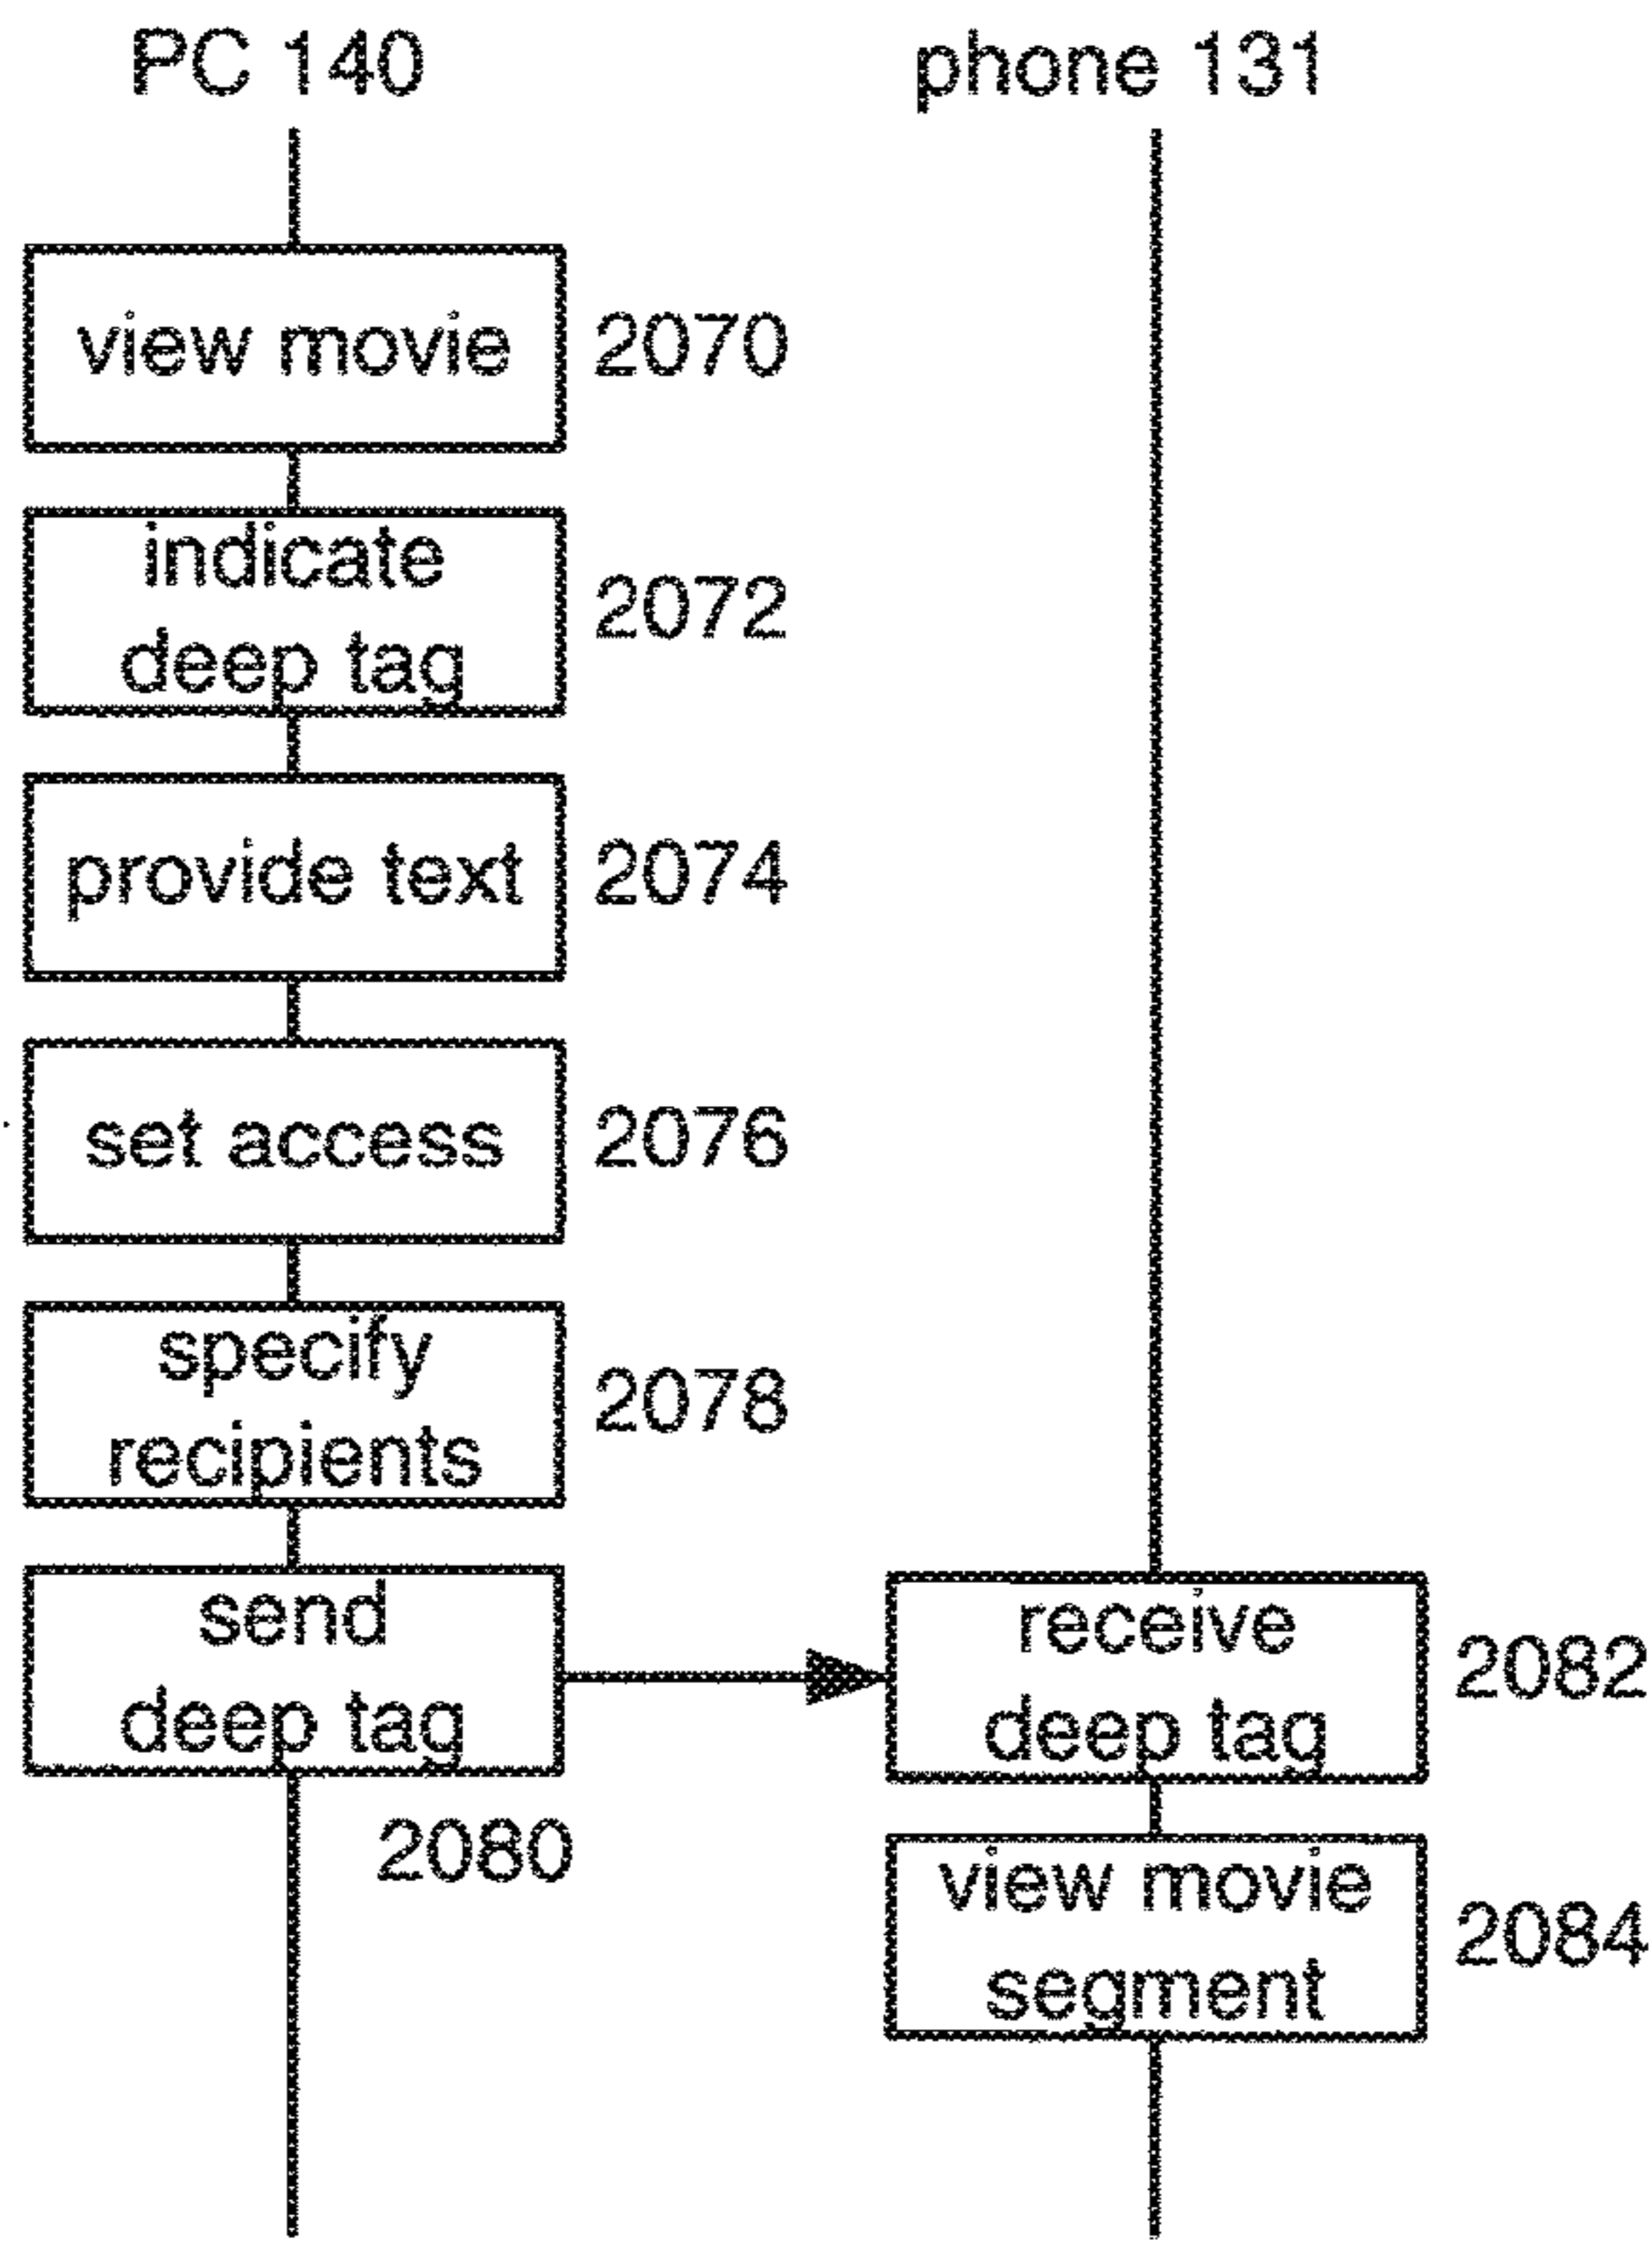 PC 140
phone 131
view movie
2070
indicate
deep tag
2072
provide text
2074
set access
2076
specify
recipients
2078
send
deep tag
2080
receive
deep tag
2082
view movie
segment
2084